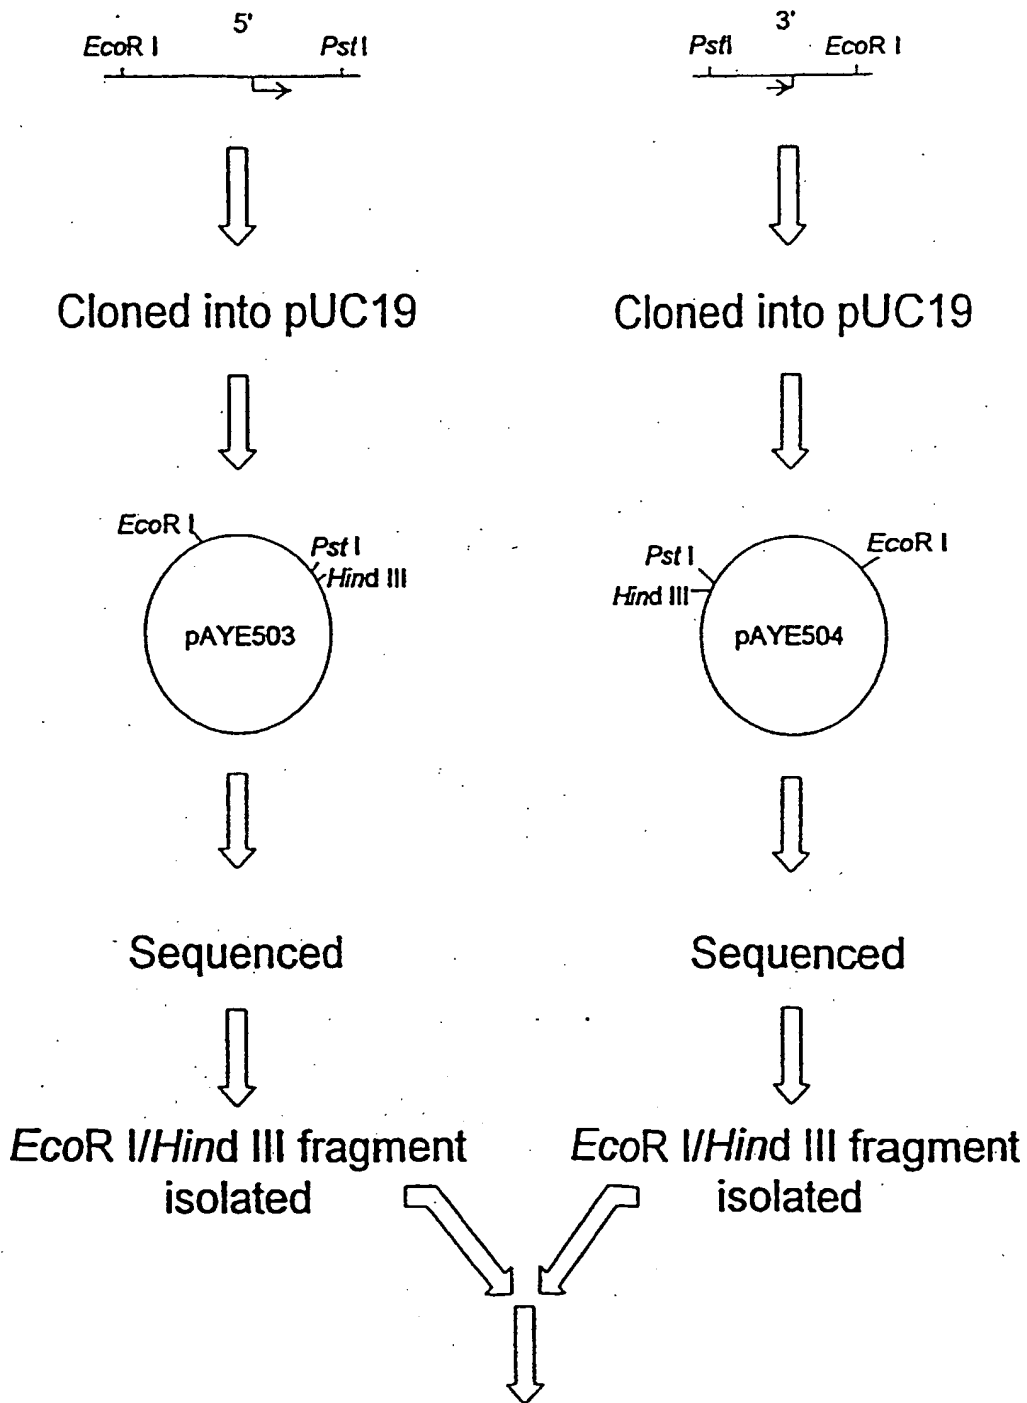 5'
EcoR I
Pst I
3'
PstI
EcoR I
Cloned into pUC19
Cloned into pUC19
EcoR I
Pst I
Hind III
pAYE503
EcoR I
Pst I
Hind III
pAYE504
Sequenced
Sequenced
EcoR I/Hind III fragment
isolated
EcoR I/Hind III fragment
isolated